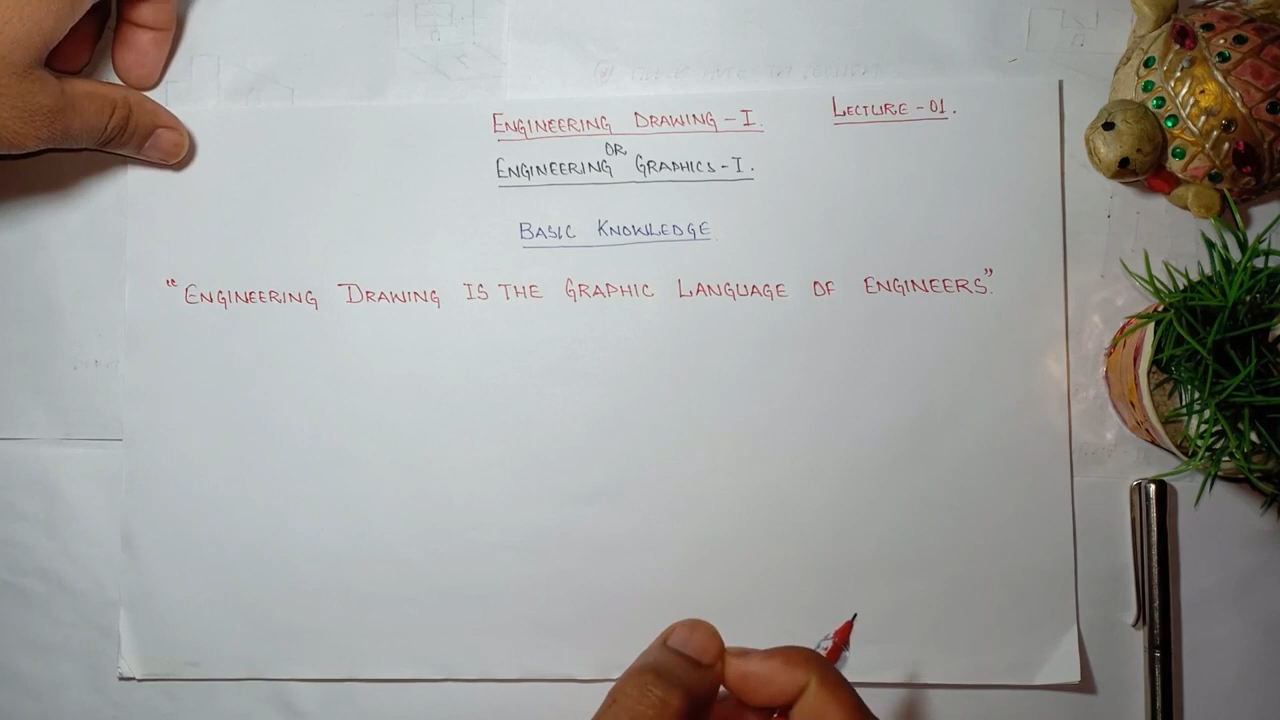 ENGINEERING DRAWING - I. LECTURE - 01.
OR
ENGINEERING GRAPHICS - I.
BASIC KNOWLEDGE
"ENGINEERING DRAWING IS THE GRAPHIC LANGUAGE OF ENGINEERS."